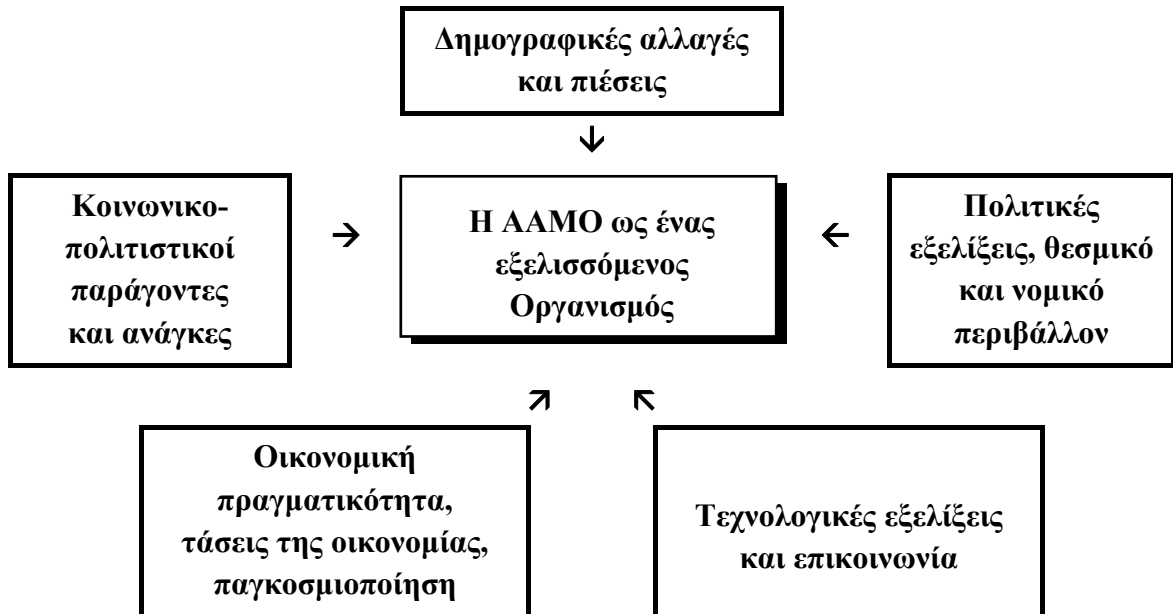 Δημογραφικές αλλαγές
και πιέσεις
Κοινωνικο-
πολιτιστικοί
παράγοντες
και ανάγκες
Η ΑΑΜΟ ως ένας
εξελισσόμενος
Οργανισμός
Πολιτικές
εξελίξεις, θεσμικό
και νομικό
περιβάλλον
Οικονομική
πραγματικότητα,
τάσεις της οικονομίας,
παγκοσμιοποίηση
Τεχνολογικές εξελίξεις
και επικοινωνία